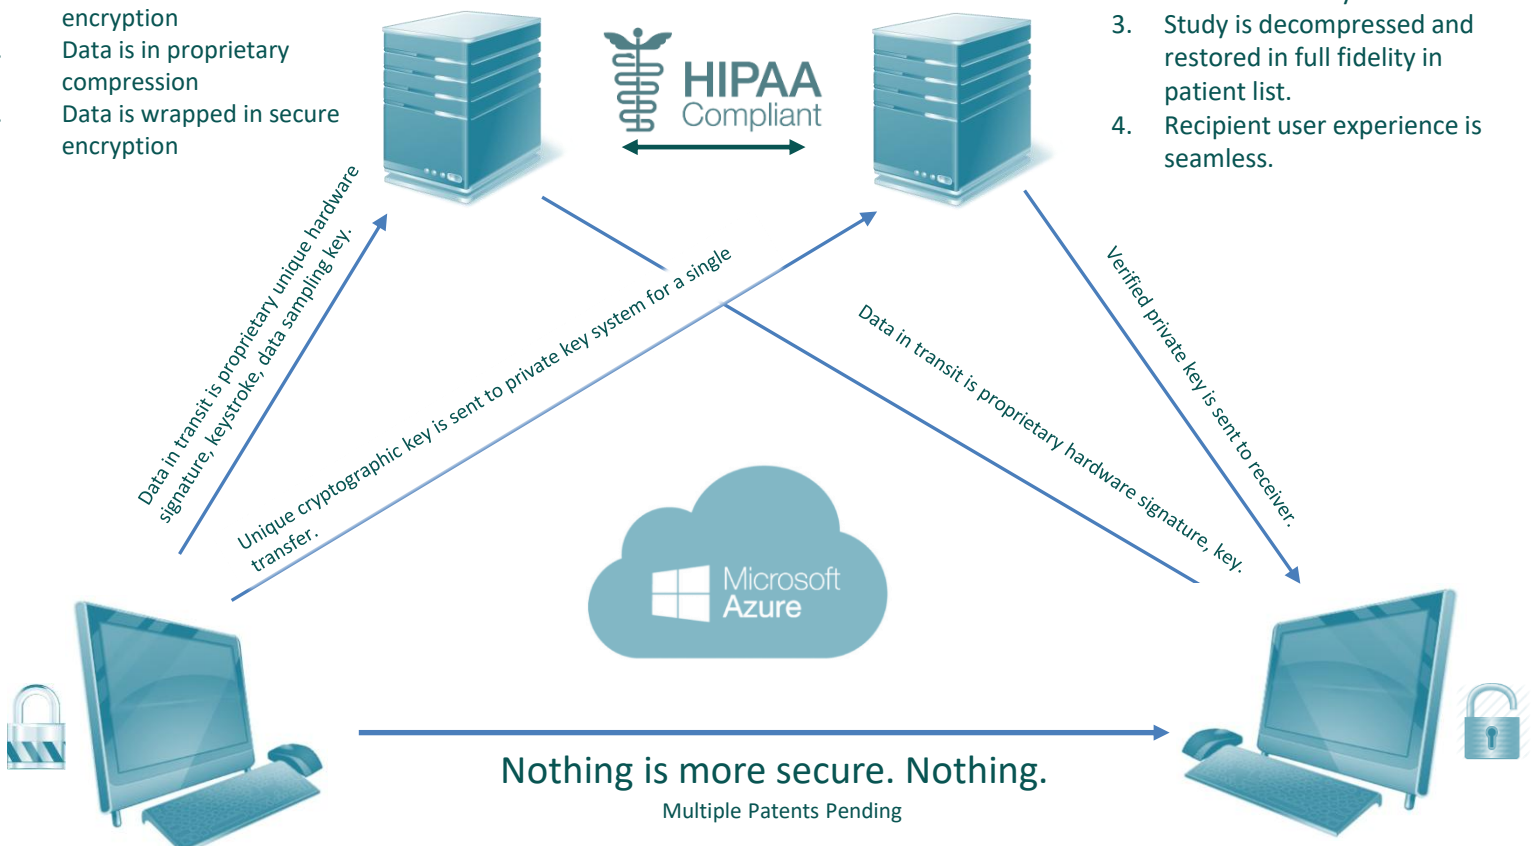 encryption
Data is in proprietary
compression
Data is wrapped in secure
encryption
HIPAA
Compliant
3. Study is decompressed and
restored in full fidelity in
patient list.
4. Recipient user experience is
seamless.
Data in transit is proprietary unique hardware
signature, keystroke, data sampling key.
Unique cryptographic key is sent to private key system for a single
transfer.
Data in transit is proprietary hardware signature, key.
Verified private key is sent to receiver.
Microsoft
Azure
Nothing is more secure. Nothing.
Multiple Patents Pending